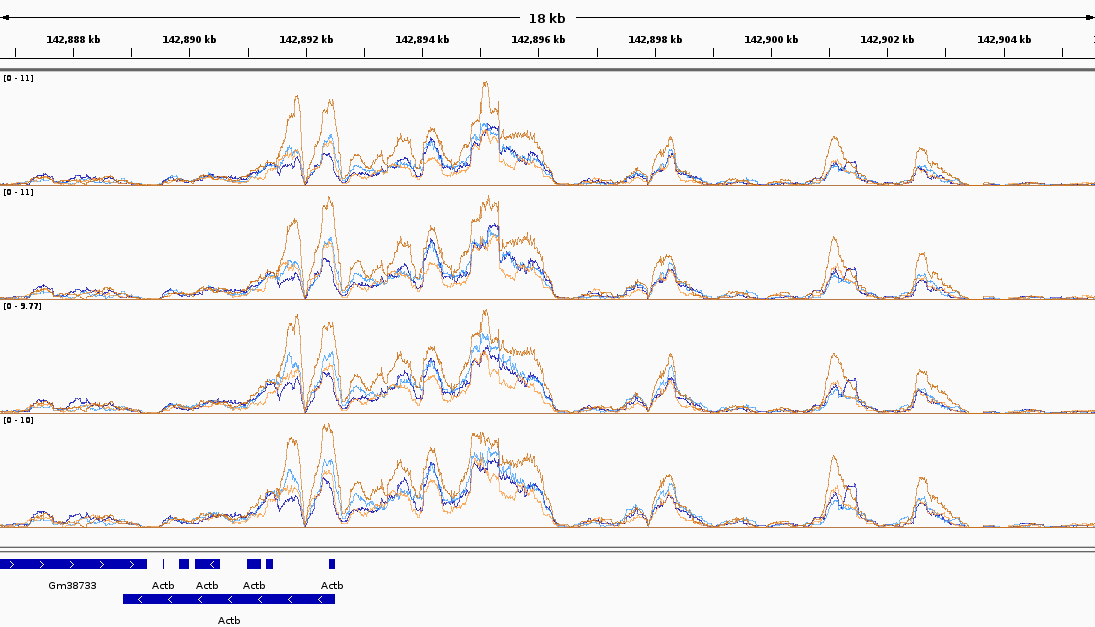 18 kb
142,888 kb 142,890 kb 142,892 kb 142,894 kb 142,896 kb 142,898 kb 142,900 kb 142,902 kb 142,904 kb
[0 - 11]
[0 - 11]
[0 - 9.77]
[0 - 10]
Gm38733 Actb Actb Actb Actb
Actb